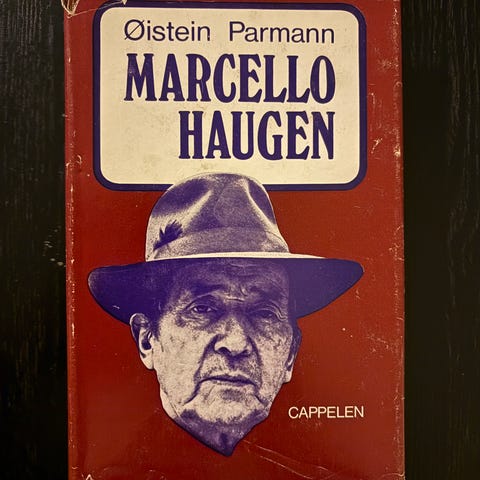 Øistein Parmann
MARCELLO
HAUGEN
CAPPELEN